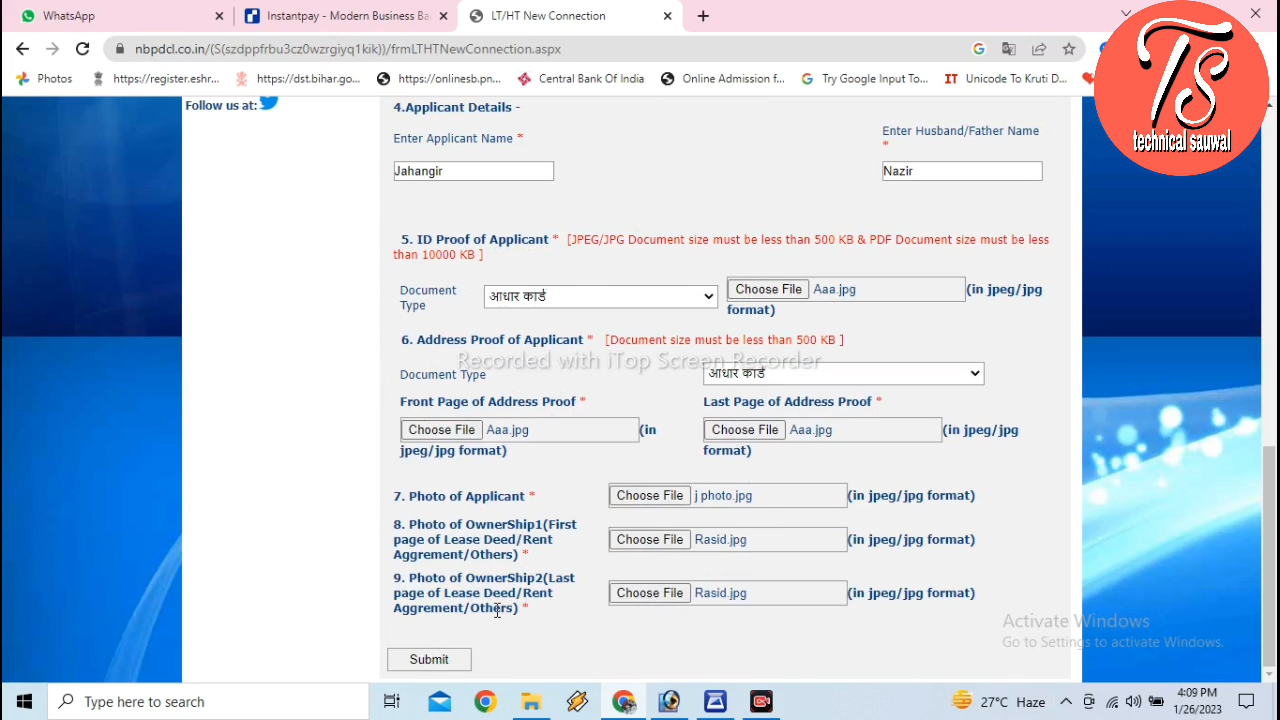 WhatsApp
Instantpay - Modern Business Ba
LT/HT New Connection
nbpdcl.co.in/(S(szdppfrbu3cz0wzrgiyq1kik))/frmLTHTNewConnection.aspx
Photos
https://register.eshr...
https://dst.bihar.go...
https://onlinesb.pn...
Central Bank Of India
Online Admission f...
Try Google Input To...
Unicode To Kruti D...
TS
technical sauwal
Follow us at:
4.Applicant Details -
Enter Applicant Name *
Enter Husband/Father Name
*
Jahangir
Nazir
5. ID Proof of Applicant * [JPEG/JPG Document size must be less than 500 KB & PDF Document size must be less
than 10000 KB ]
Document
Type
आधार कार्ड
Choose File Aaa.jpg (in jpeg/jpg
format)
6. Address Proof of Applicant * [Document size must be less than 500 KB ]
Recorded with iTop Screen Recorder
Document Type
आधार कार्ड
Front Page of Address Proof *
Last Page of Address Proof *
Choose File Aaa.jpg (in
jpeg/jpg format)
Choose File Aaa.jpg (in jpeg/jpg
format)
7. Photo of Applicant *
Choose File j photo.jpg (in jpeg/jpg format)
8. Photo of OwnerShip1(First
page of Lease Deed/Rent
Aggrement/Others) *
Choose File Rasid.jpg (in jpeg/jpg format)
9. Photo of OwnerShip2(Last
page of Lease Deed/Rent
Aggrement/Others) *
Choose File Rasid.jpg (in jpeg/jpg format)
Activate Windows
Go to Settings to activate Windows.
Submit
Type here to search
27°C Haze
4:09 PM
1/26/2023